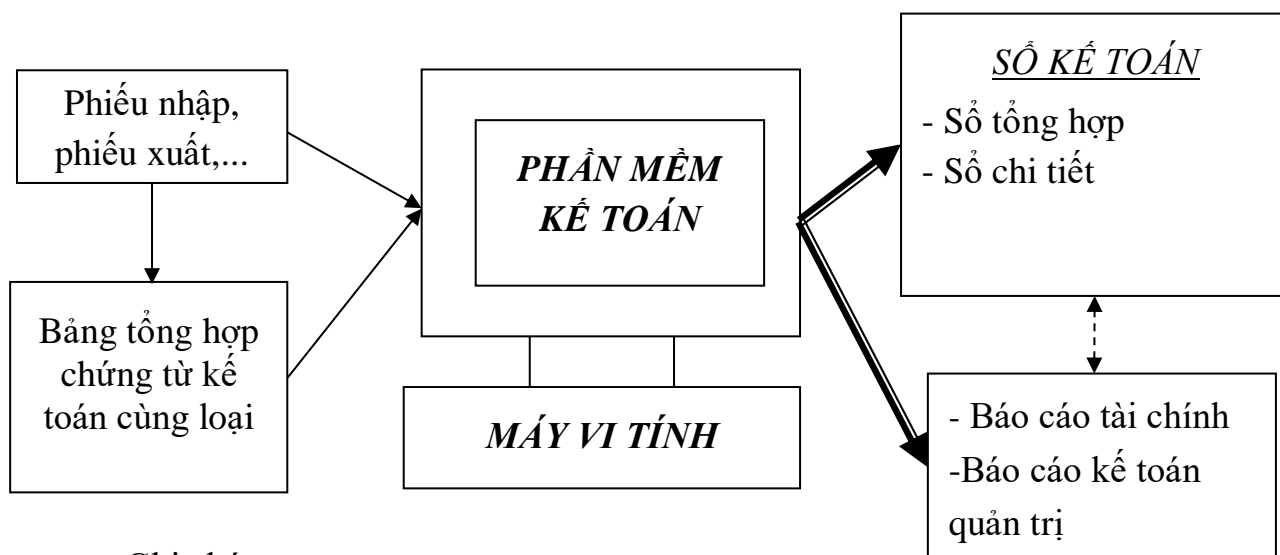 Phiếu nhập,
phiếu xuất,...
Bảng tổng hợp
chứng từ kế
toán cùng loại
PHẦN MỀM
KẾ TOÁN
MÁY VI TÍNH
SỔ KẾ TOÁN
- Sổ tổng hợp
- Sổ chi tiết
- Báo cáo tài chính
-Báo cáo kế toán
quản trị